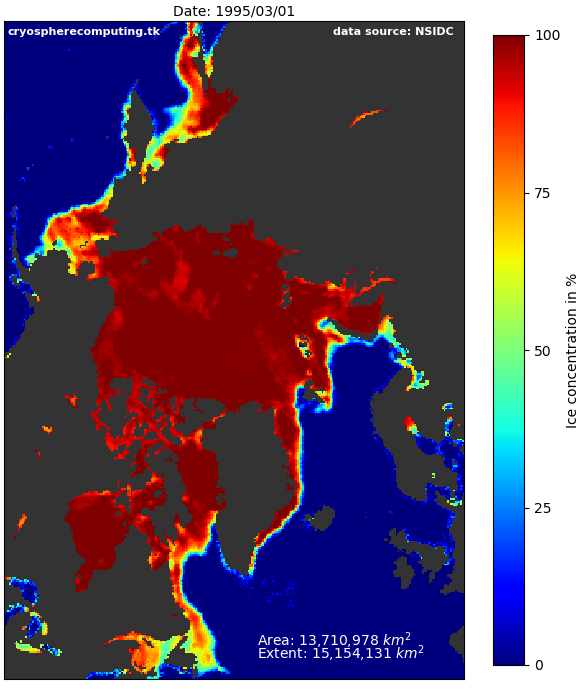 Date: 1995/03/01
cryospherecomputing.tk
data source: NSIDC
100
75
50
25
0
Ice concentration in %
Area: 13,710,978 km²
Extent: 15,154,131 km²